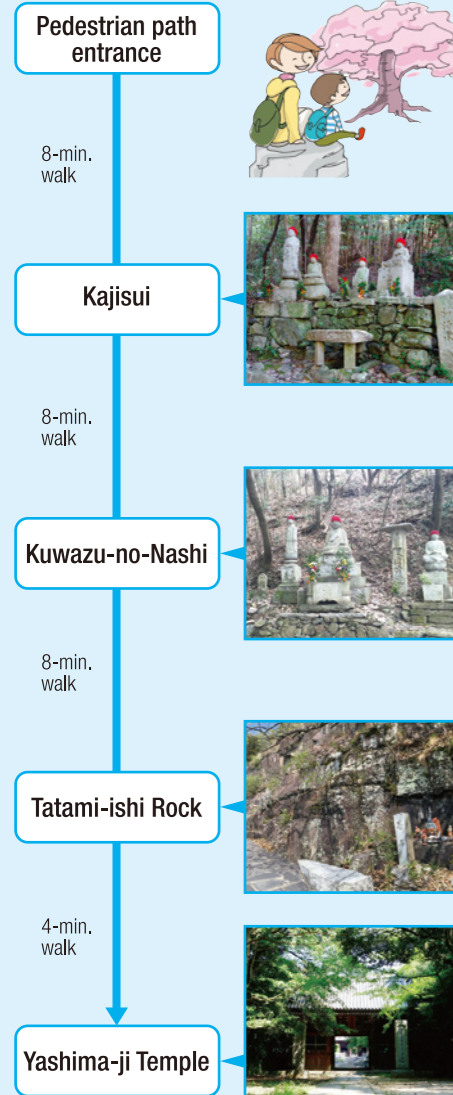 Pedestrian path
entrance
8-min.
walk
Kajisui
8-min.
walk
Kuwazu-no-Nashi
8-min.
walk
Tatami-ishi Rock
4-min.
walk
Yashima-ji Temple